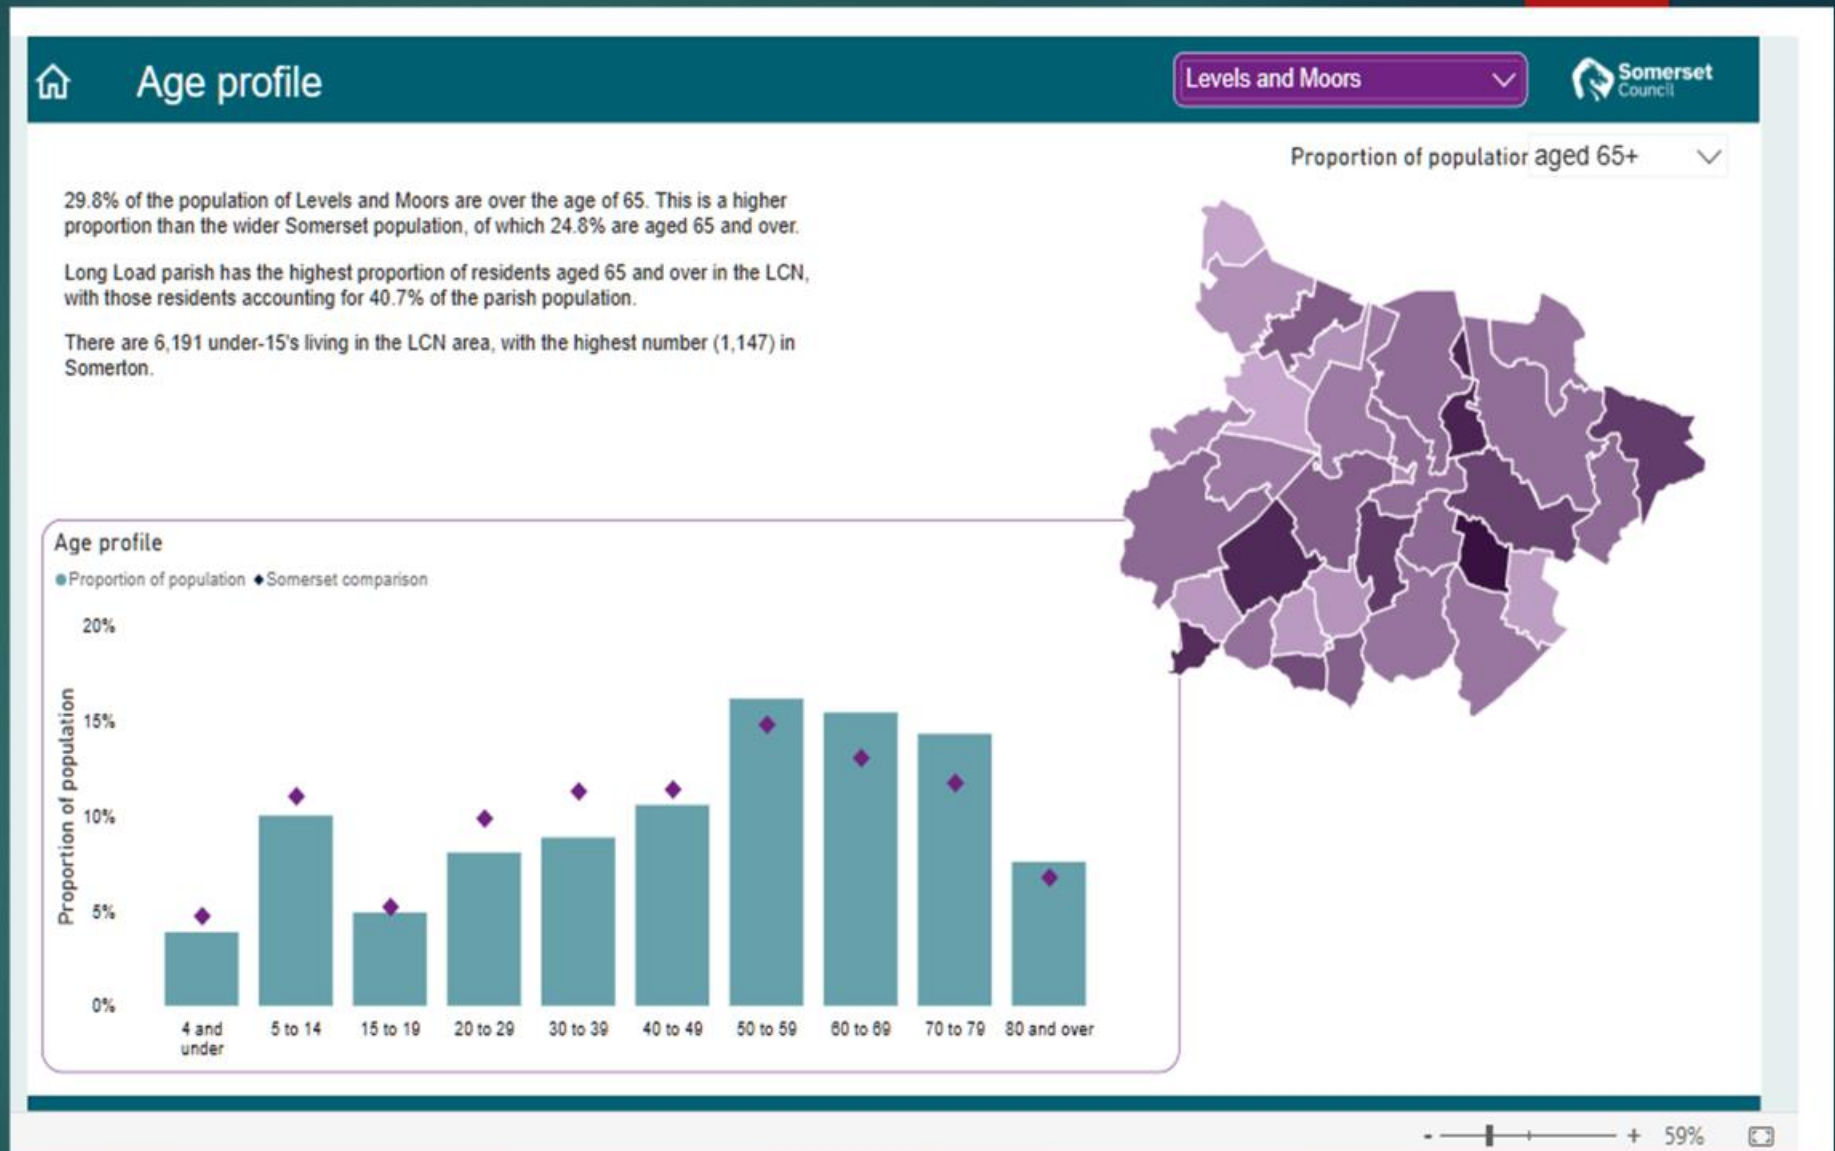 Age profile
Levels and Moors
Somerset
Council
Proportion of population aged 65+
29.8% of the population of Levels and Moors are over the age of 65. This is a higher
proportion than the wider Somerset population, of which 24.8% are aged 65 and over.
Long Load parish has the highest proportion of residents aged 65 and over in the LCN,
with those residents accounting for 40.7% of the parish population.
There are 6,191 under-15's living in the LCN area, with the highest number (1,147) in
Somerton.
Age profile
Proportion of population Somerset comparison
Proportion of population
20%
15%
10%
5%
0%
4 and
under
5 to 14
15 to 19
20 to 29
30 to 39
40 to 49
50 to 59
60 to 69
70 to 79
80 and over
- + 59%